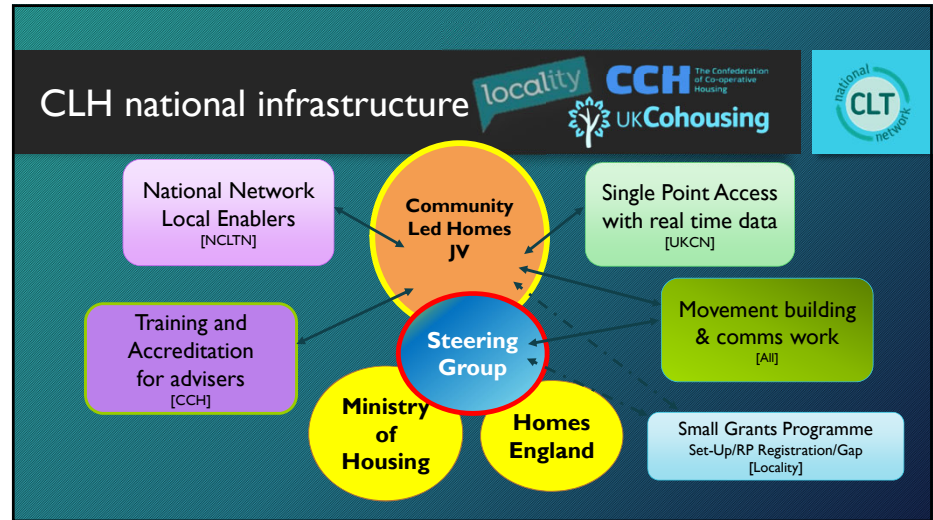 CLH national infrastructure
locality
CCH
The Confederation
of Co-operative
Housing
UKCohousing
national
CLT
network
National Network
Local Enablers
[NCLTN]
Community
Led Homes
JV
Single Point Access
with real time data
[UKCN]
Training and
Accreditation
for advisers
[CCH]
Steering
Group
Movement building
& comms work
[All]
Ministry
of
Housing
Homes
England
Small Grants Programme
Set-Up/RP Registration/Gap
[Locality]